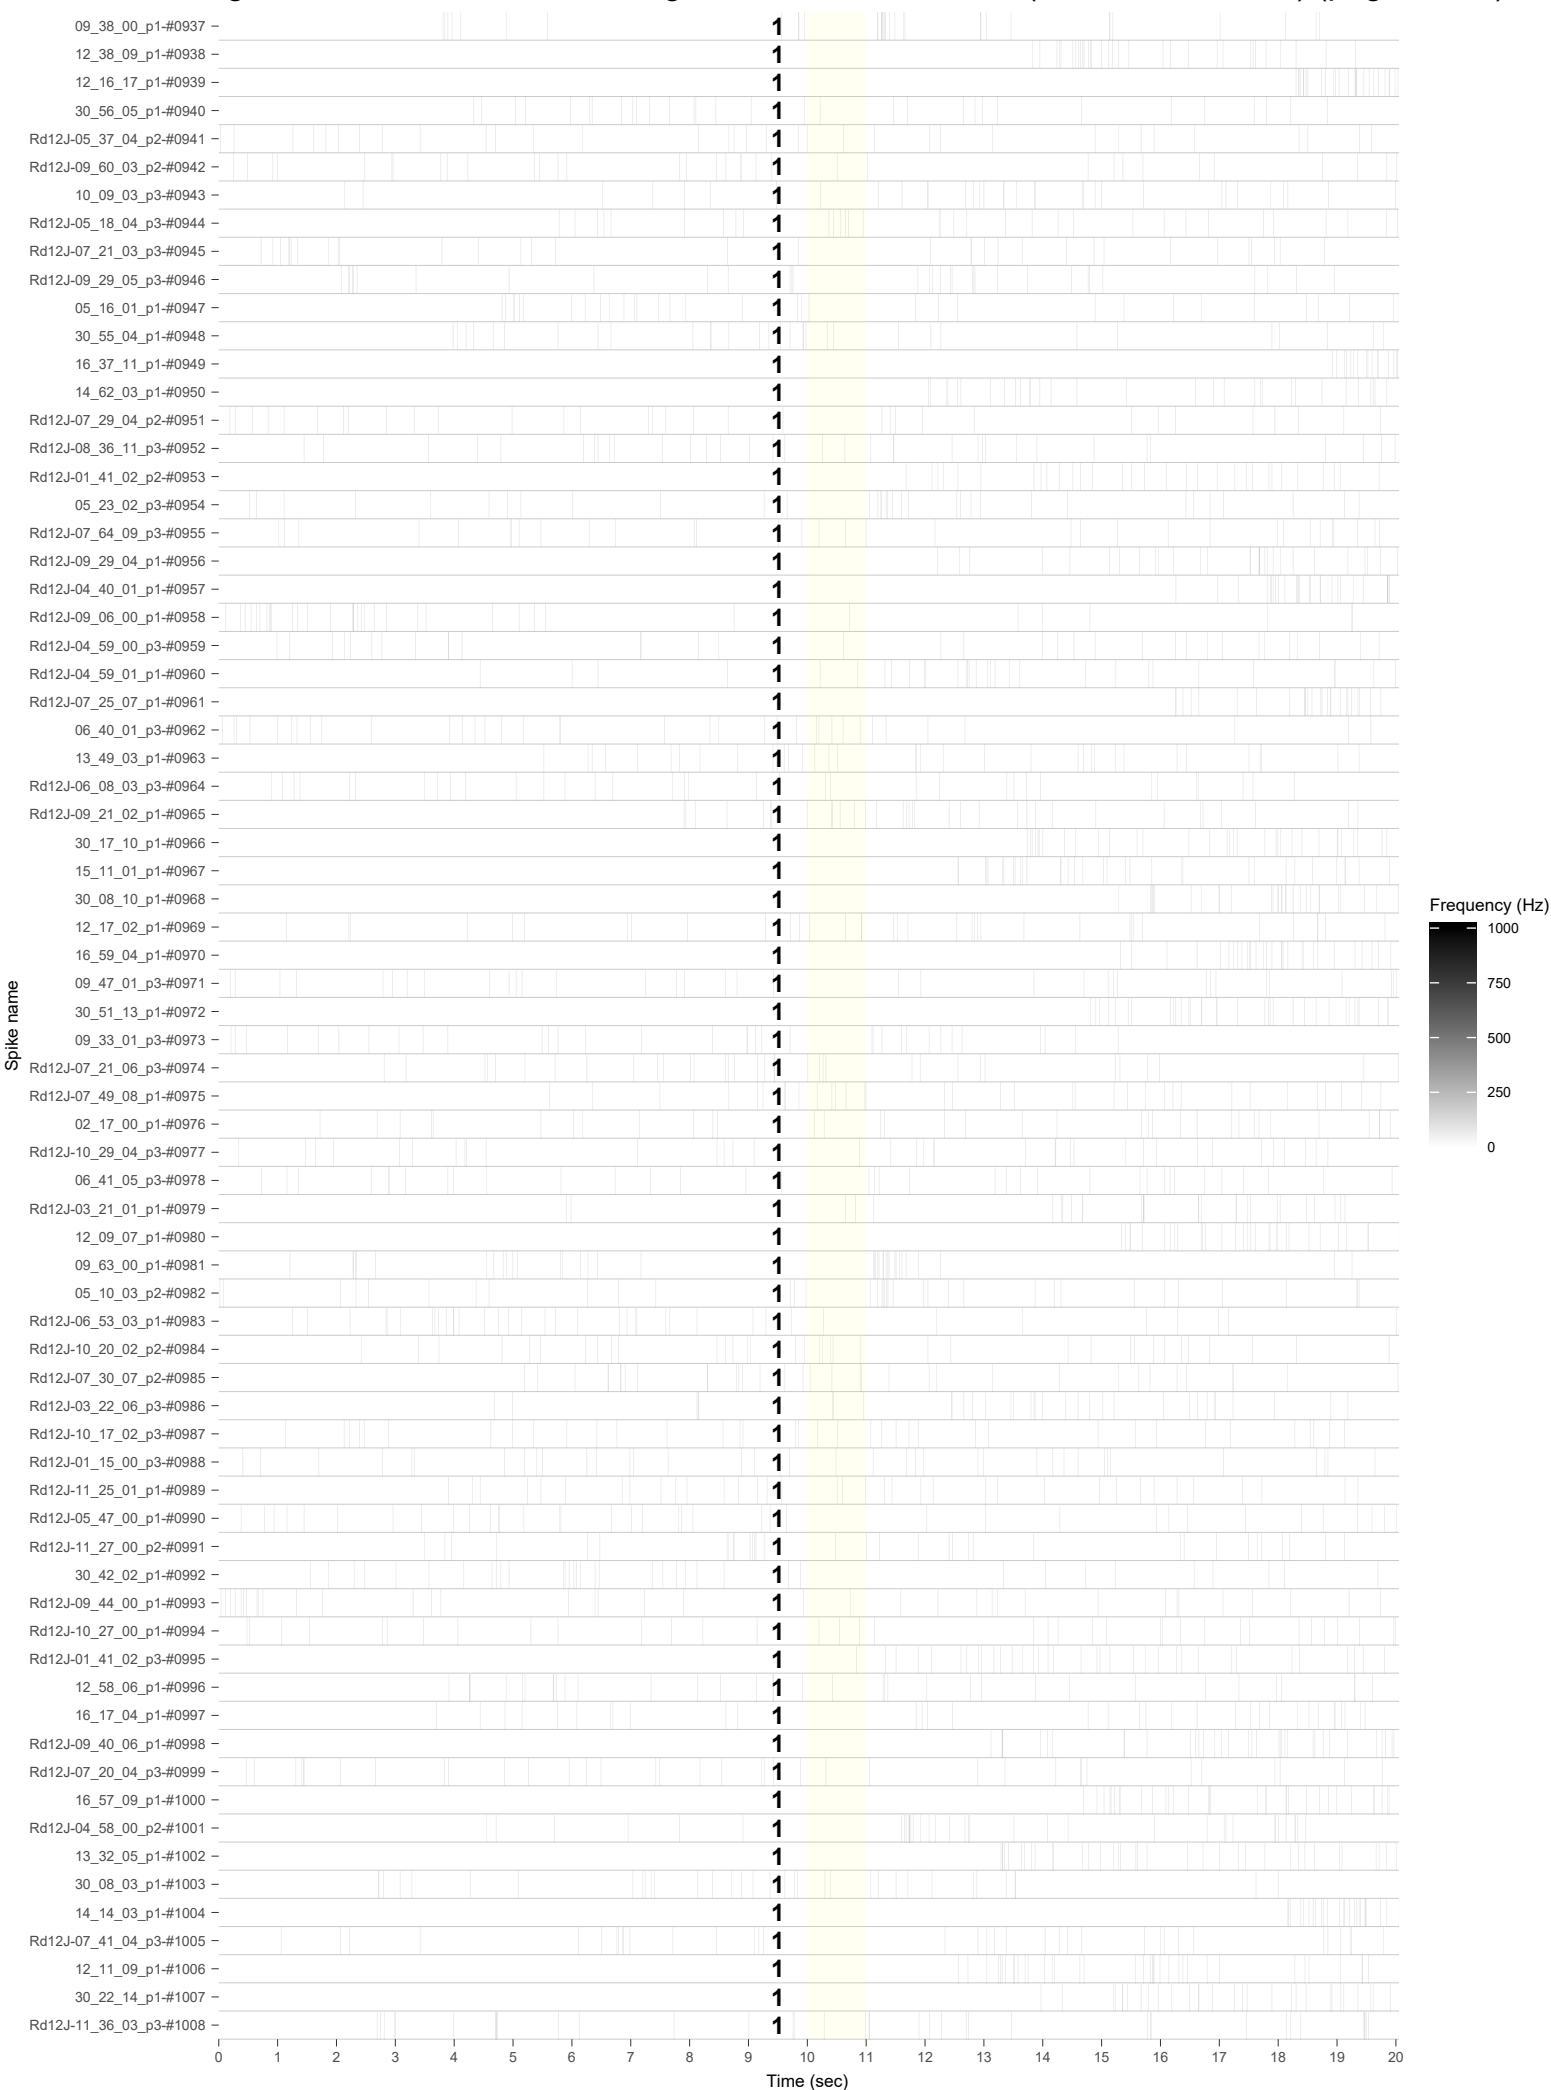 09_38_00_p1-#0937 1
12_38_09_p1-#0938 1
12_16_17_p1-#0939 1
30_56_05_p1-#0940 1
Rd12J-05_37_04_p2-#0941 1
Rd12J-09_60_03_p2-#0942 1
10_09_03_p3-#0943 1
Rd12J-05_18_04_p3-#0944 1
Rd12J-07_21_03_p3-#0945 1
Rd12J-09_29_05_p3-#0946 1
05_16_01_p1-#0947 1
30_55_04_p1-#0948 1
16_37_11_p1-#0949 1
14_62_03_p1-#0950 1
Rd12J-07_29_04_p2-#0951 1
Rd12J-08_36_11_p3-#0952 1
Rd12J-01_41_02_p2-#0953 1
05_23_02_p3-#0954 1
Rd12J-07_64_09_p3-#0955 1
Rd12J-09_29_04_p1-#0956 1
Rd12J-04_40_01_p1-#0957 1
Rd12J-09_06_00_p1-#0958 1
Rd12J-04_59_00_p3-#0959 1
Rd12J-04_59_01_p1-#0960 1
Rd12J-07_25_07_p1-#0961 1
06_40_01_p3-#0962 1
13_49_03_p1-#0963 1
Rd12J-06_08_03_p3-#0964 1
Rd12J-09_21_02_p1-#0965 1
30_17_10_p1-#0966 1
15_11_01_p1-#0967 1
30_08_10_p1-#0968 1
12_17_02_p1-#0969 1
16_59_04_p1-#0970 1
09_47_01_p3-#0971 1
30_51_13_p1-#0972 1
09_33_01_p3-#0973 1
Rd12J-07_21_06_p3-#0974 1
Rd12J-07_49_08_p1-#0975 1
02_17_00_p1-#0976 1
Rd12J-10_29_04_p3-#0977 1
06_41_05_p3-#0978 1
Rd12J-03_21_01_p1-#0979 1
12_09_07_p1-#0980 1
09_63_00_p1-#0981 1
05_10_03_p2-#0982 1
Rd12J-06_53_03_p1-#0983 1
Rd12J-10_20_02_p2-#0984 1
Rd12J-07_30_07_p2-#0985 1
Rd12J-03_22_06_p3-#0986 1
Rd12J-10_17_02_p3-#0987 1
Rd12J-01_15_00_p3-#0988 1
Rd12J-11_25_01_p1-#0989 1
Rd12J-05_47_00_p1-#0990 1
Rd12J-11_27_00_p2-#0991 1
30_42_02_p1-#0992 1
Rd12J-09_44_00_p1-#0993 1
Rd12J-10_27_00_p1-#0994 1
Rd12J-01_41_02_p3-#0995 1
12_58_06_p1-#0996 1
16_17_04_p1-#0997 1
Rd12J-09_40_06_p1-#0998 1
Rd12J-07_20_04_p3-#0999 1
16_57_09_p1-#1000 1
Rd12J-04_58_00_p2-#1001 1
13_32_05_p1-#1002 1
30_08_03_p1-#1003 1
14_14_03_p1-#1004 1
Rd12J-07_41_04_p3-#1005 1
12_11_09_p1-#1006 1
30_22_14_p1-#1007 1
Rd12J-11_36_03_p3-#1008 1
0 1 2 3 4 5 6 7 8 9 10 11 12 13 14 15 16 17 18 19 20
Time (sec)
Spike name
Frequency (Hz)
1000
750
500
250
0